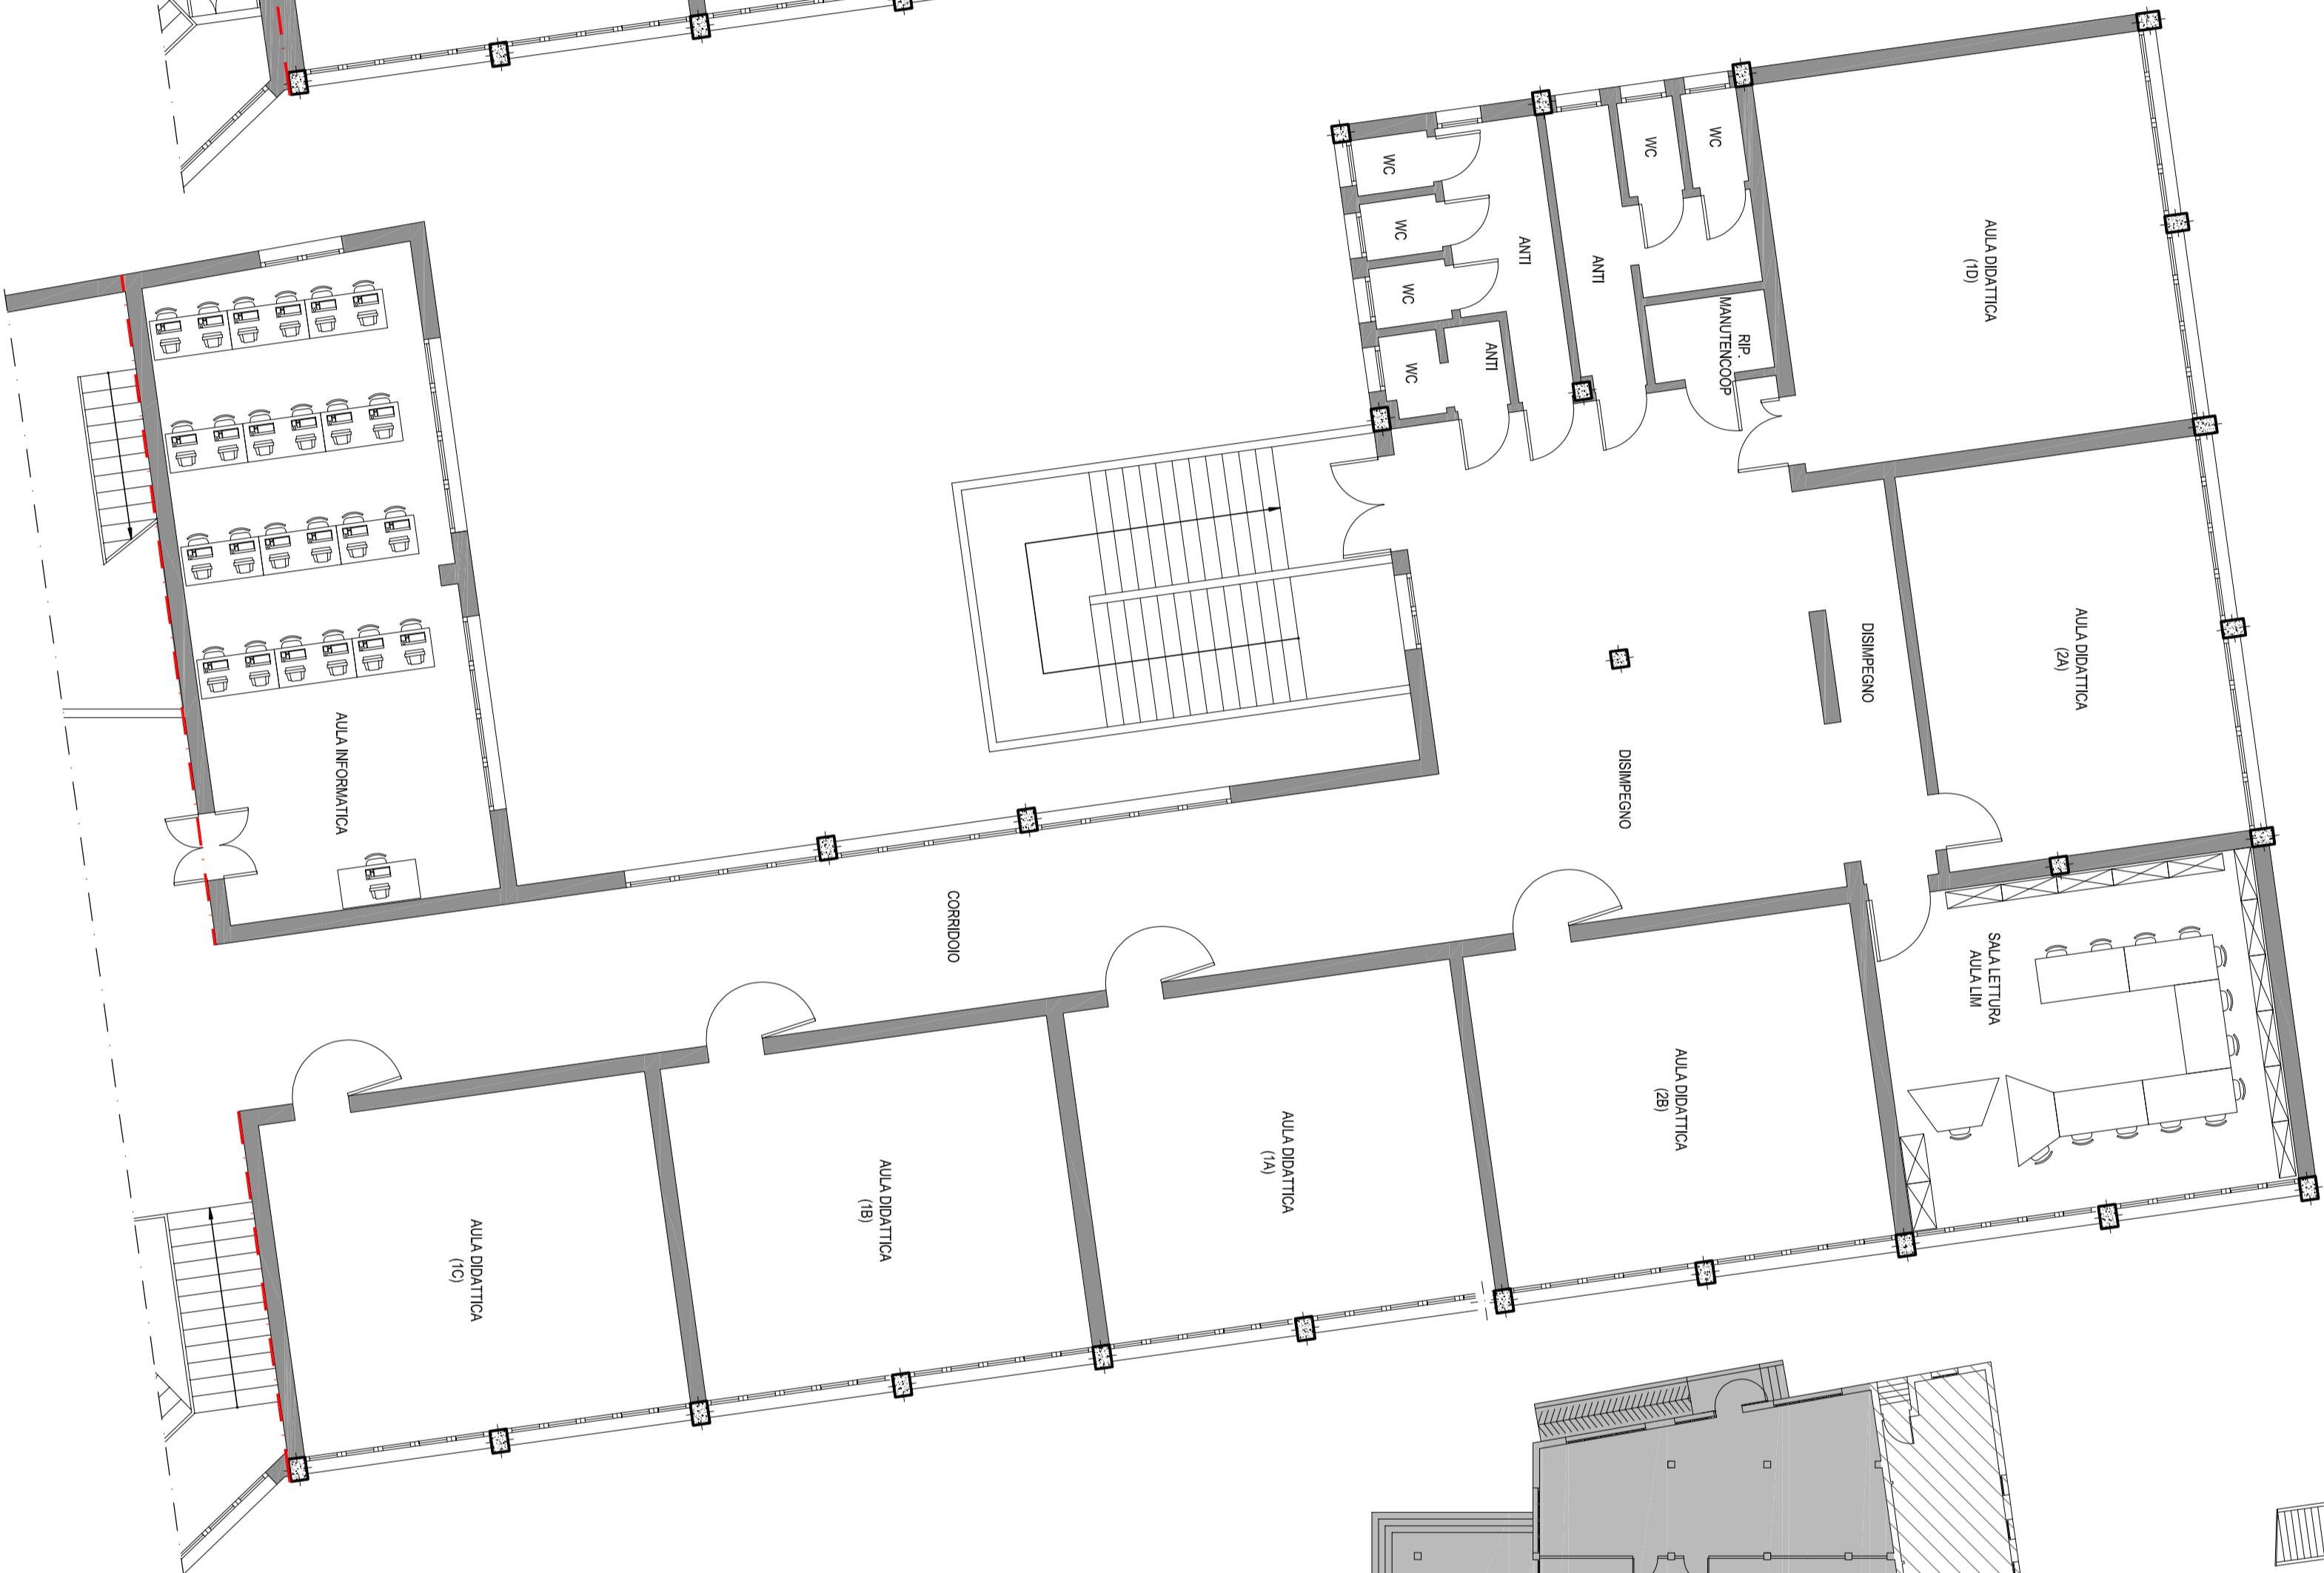 WC
WC
WC
WC
WC
WC
ANTI
ANTI
ANTI
RIP.
MANUTENCOOP
AULA DIDATTICA
(1D)
AULA DIDATTICA
(2A)
DISIMPEGNO
DISIMPEGNO
AULA INFORMATICA
CORRIDOIO
SALA LETTURA
AULA LIM
AULA DIDATTICA
(2B)
AULA DIDATTICA
(1A)
AULA DIDATTICA
(1B)
AULA DIDATTICA
(1C)